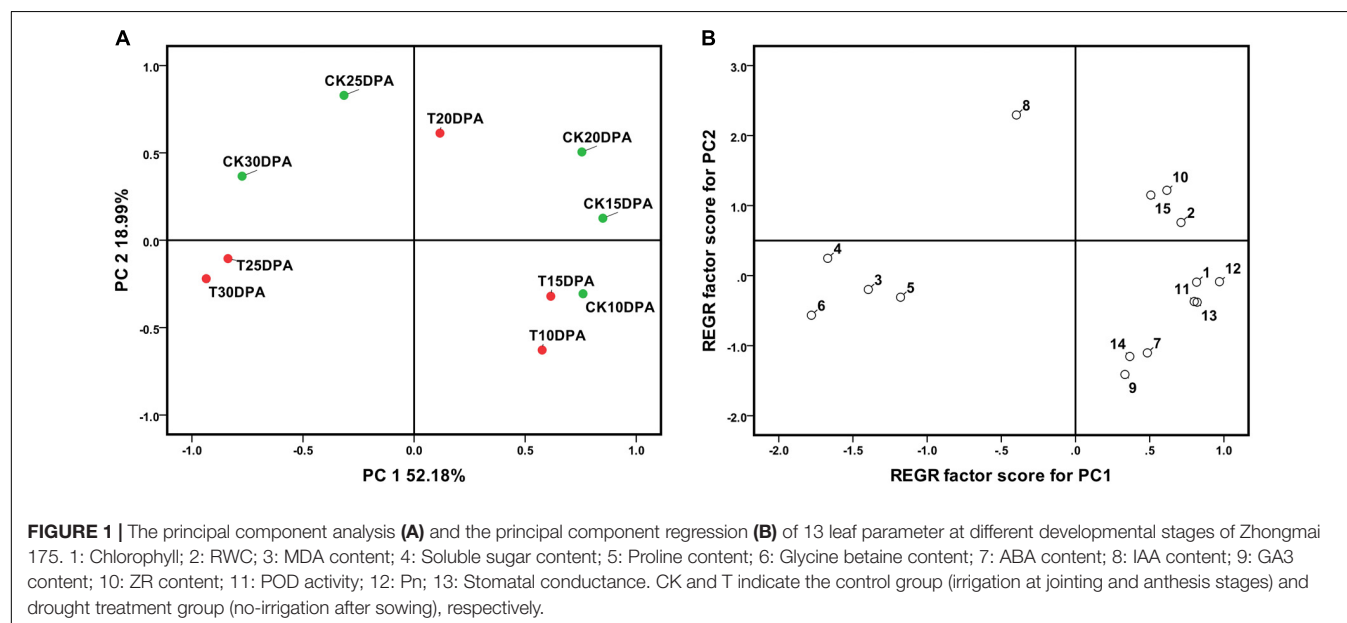 A
B
1.0
0.5
0.0
-0.5
-1.0
PC 2 18.99%
CK25DPA
T20DPA
CK20DPA
CK30DPA
CK15DPA
T25DPA
T30DPA
T15DPA
CK10DPA
T10DPA
-1.0 -0.5 0.0 0.5 1.0
PC 1 52.18%
3.0
2.0
1.0
.0
-1.0
-2.0
REGR factor score for PC2
8
10
15
2
4
3
5
6
1
12
11
13
14
7
9
-2.0 -1.5 -1.0 -.5 .0 .5 1.0
REGR factor score for PC1
FIGURE 1 | The principal component analysis (A) and the principal component regression (B) of 13 leaf parameter at different developmental stages of Zhongmai
175. 1: Chlorophyll; 2: RWC; 3: MDA content; 4: Soluble sugar content; 5: Proline content; 6: Glycine betaine content; 7: ABA content; 8: IAA content; 9: GA3
content; 10: ZR content; 11: POD activity; 12: Pn; 13: Stomatal conductance. CK and T indicate the control group (irrigation at jointing and anthesis stages) and
drought treatment group (no-irrigation after sowing), respectively.